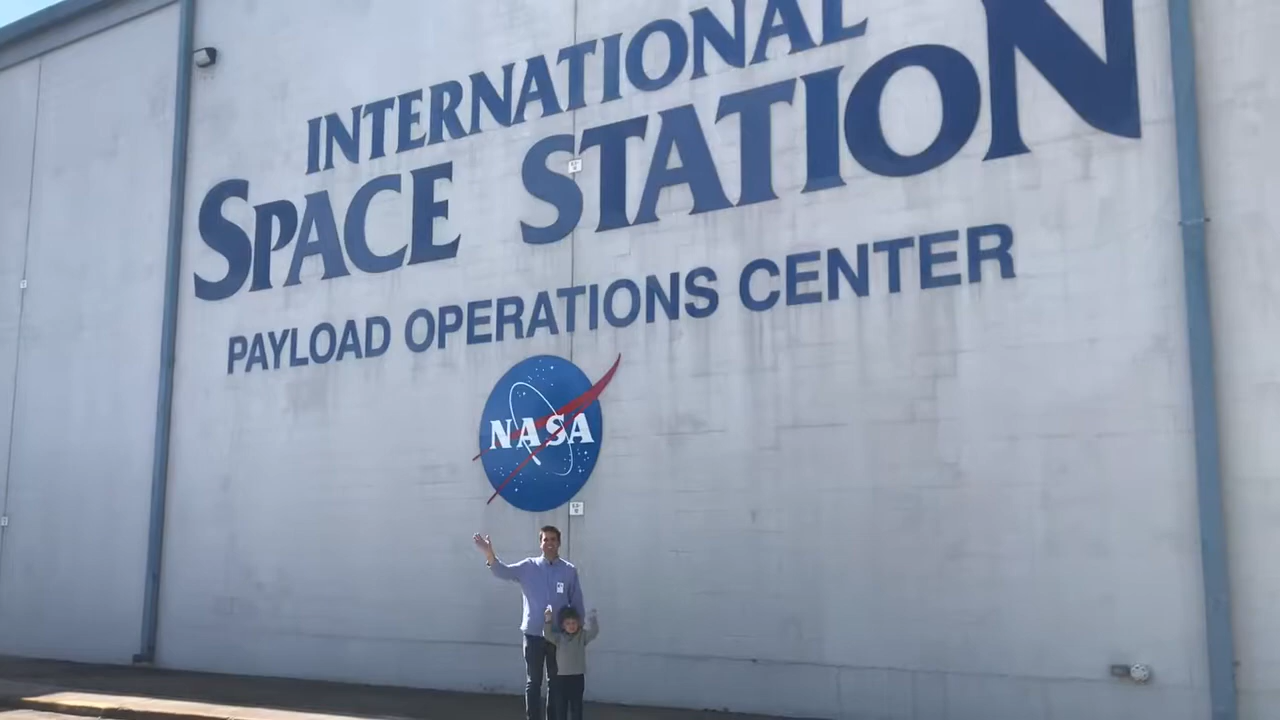 INTERNATIONAL
SPACE STATION
PAYLOAD OPERATIONS CENTER
NASA